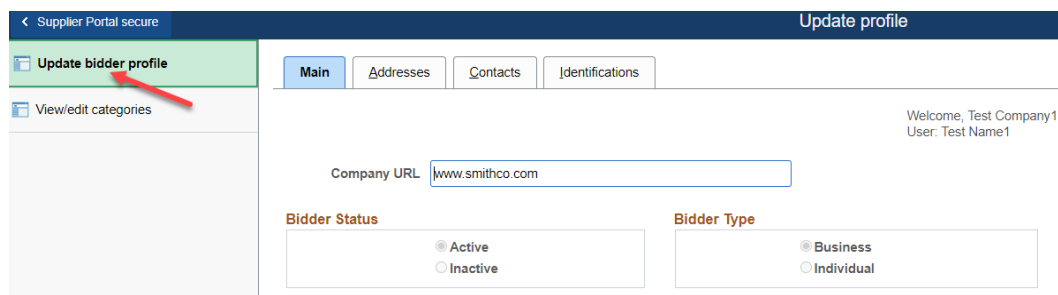 Supplier Portal secure
Update profile
Update bidder profile
View/edit categories
Main
Addresses
Contacts
Identifications
Welcome, Test Company1
User: Test Name1
Company URL www.smithco.com
Bidder Status
Active
Inactive
Bidder Type
Business
Individual